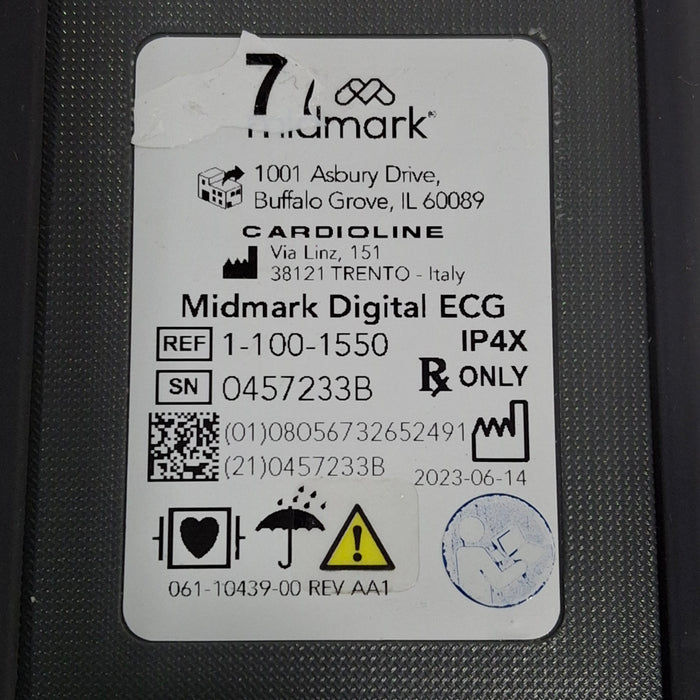 7
midmark
1001 Asbury Drive,
Buffalo Grove, IL 60089
CARDIOLINE
Via Linz, 151
38121 TRENTO - Italy
Midmark Digital ECG
REF 1-100-1550 IP4X
SN 0457233B Rx ONLY
(01)08056732652491
(21)0457233B 2023-06-14
061-10439-00 REV AA1